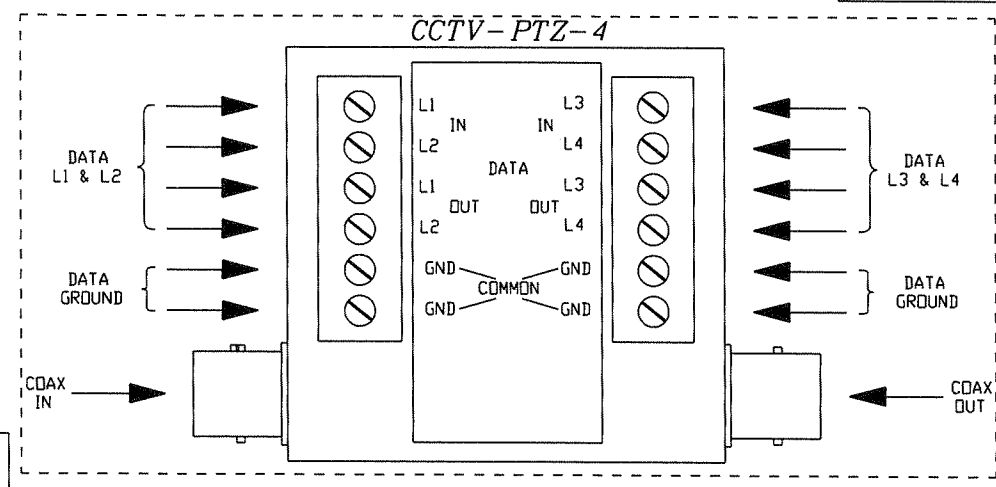 CCTV-PTZ-4
L1 L3
IN IN
L2 L4
DATA
L1 & L2
DATA
DATA
L3 & L4
L1 L3
OUT OUT
L2 L4
DATA
GROUND
GND GND
COMMON
GND GND
DATA
GROUND
COAX
IN
COAX
OUT